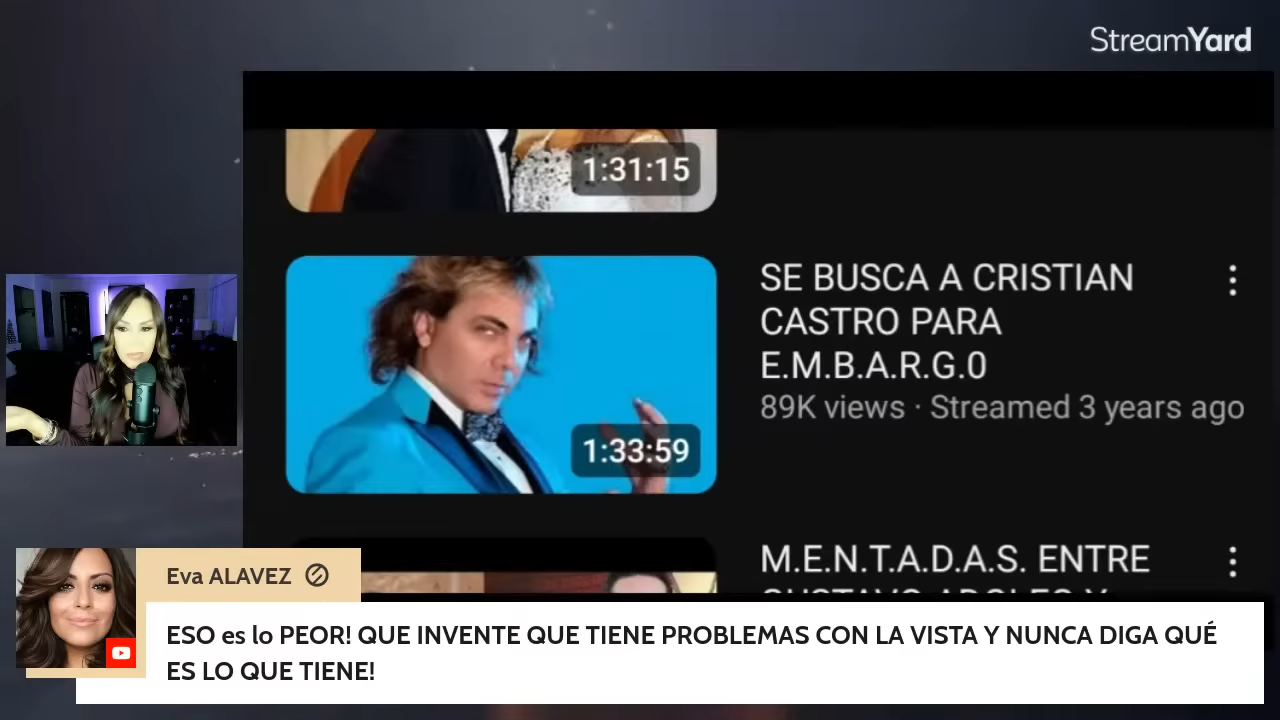 StreamYard
1:31:15
SE BUSCA A CRISTIAN
CASTRO PARA
E.M.B.A.R.G.0
89K views · Streamed 3 years ago
1:33:59
M.E.N.T.A.D.A.S. ENTRE
GUSTAVO ADOLFO Y
Eva ALAVEZ
ESO es lo PEOR! QUE INVENTE QUE TIENE PROBLEMAS CON LA VISTA Y NUNCA DIGA QUÉ
ES LO QUE TIENE!